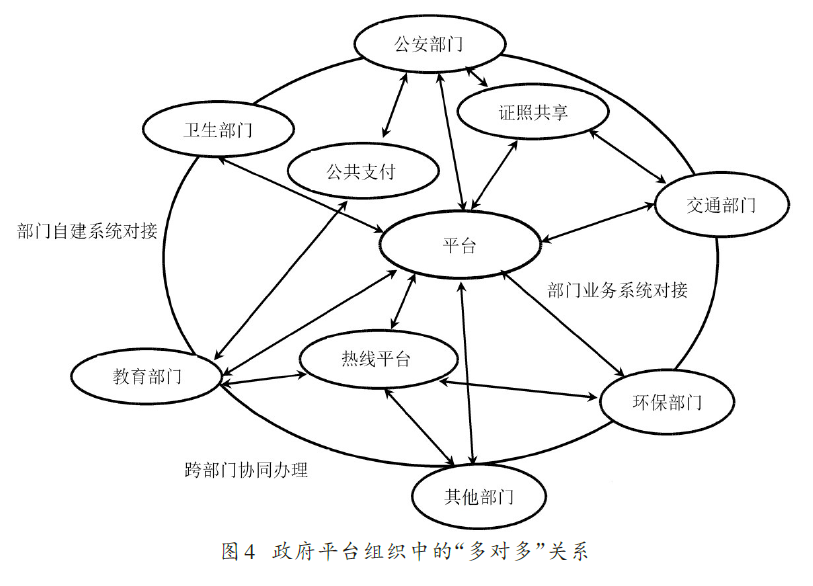 公安部门
证照共享
卫生部门
公共支付
交通部门
部门自建系统对接
平台
部门业务系统对接
热线平台
教育部门
环保部门
跨部门协同办理
其他部门
图4 政府平台组织中的“多对多”关系